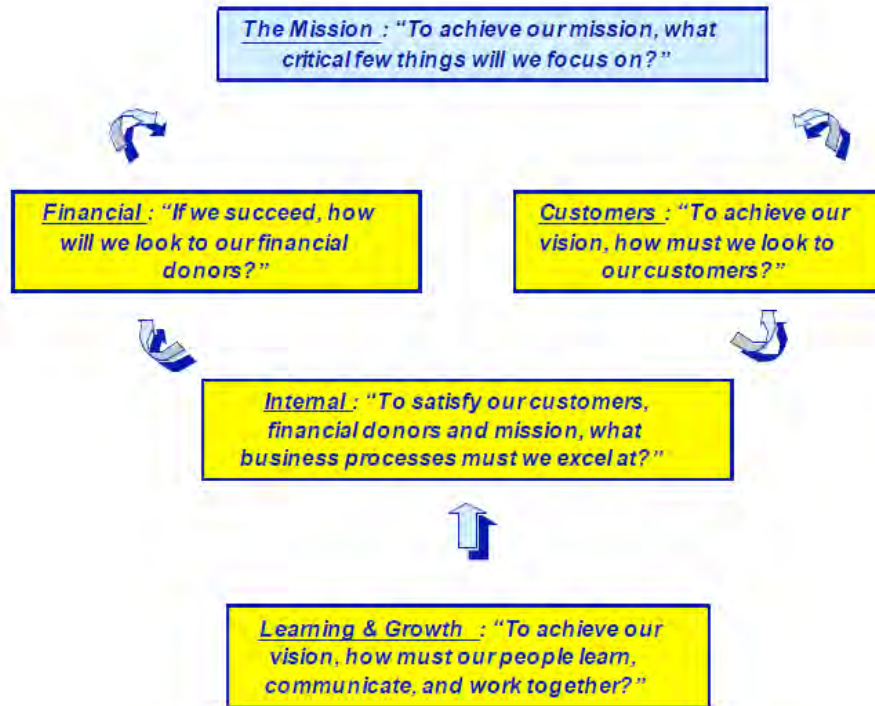 The Mission : “To achieve our mission, what
critical few things will we focus on?”
Financial : “If we succeed, how
will we look to our financial
donors?”
Customers : “To achieve our
vision, how must we look to
our customers?”
Internal : “To satisfy our customers,
financial donors and mission, what
business processes must we excel at?”
Learning & Growth : “To achieve our
vision, how must our people learn,
communicate, and work together?”